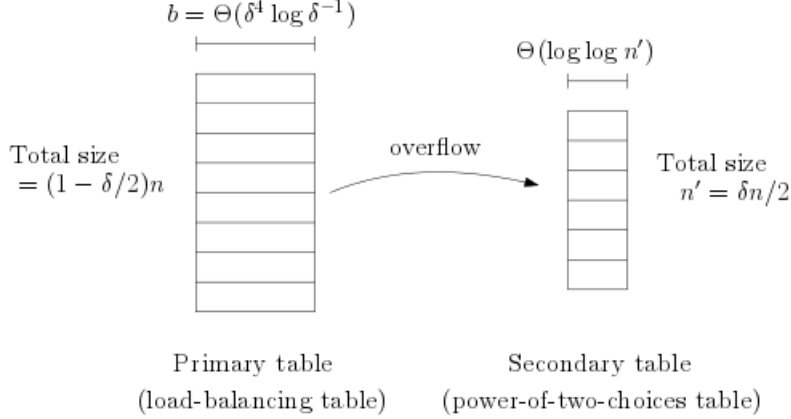 b = Θ(δ⁴ log δ⁻¹)
Θ(log log n′)
Total size
= (1 − δ/2)n
overflow
Total size
n′ = δn/2
Primary table
(load-balancing table)
Secondary table
(power-of-two-choices table)